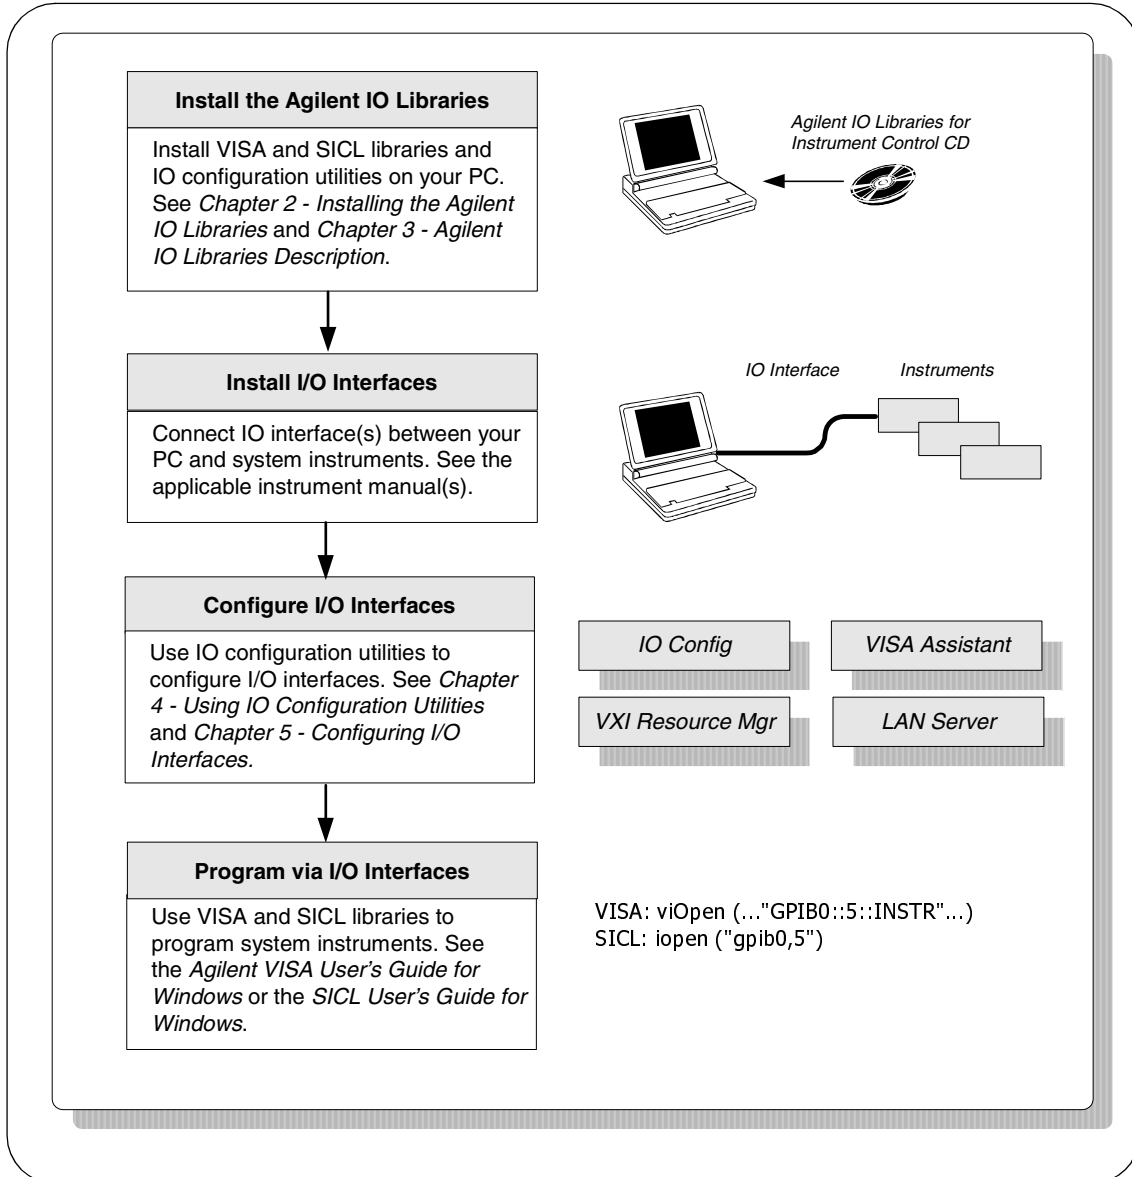 Install the Agilent IO Libraries
Install VISA and SICL libraries and
IO configuration utilities on your PC.
See Chapter 2 - Installing the Agilent
IO Libraries and Chapter 3 - Agilent
IO Libraries Description.
Agilent IO Libraries for
Instrument Control CD
Install I/O Interfaces
Connect IO interface(s) between your
PC and system instruments. See the
applicable instrument manual(s).
IO Interface
Instruments
Configure I/O Interfaces
Use IO configuration utilities to
configure I/O interfaces. See Chapter
4 - Using IO Configuration Utilities
and Chapter 5 - Configuring I/O
Interfaces.
IO Config
VISA Assistant
VXI Resource Mgr
LAN Server
Program via I/O Interfaces
Use VISA and SICL libraries to
program system instruments. See
the Agilent VISA User's Guide for
Windows or the SICL User's Guide for
Windows.
VISA: viOpen (..."GPIB0::5::INSTR"...)
SICL: iopen ("gpib0,5")